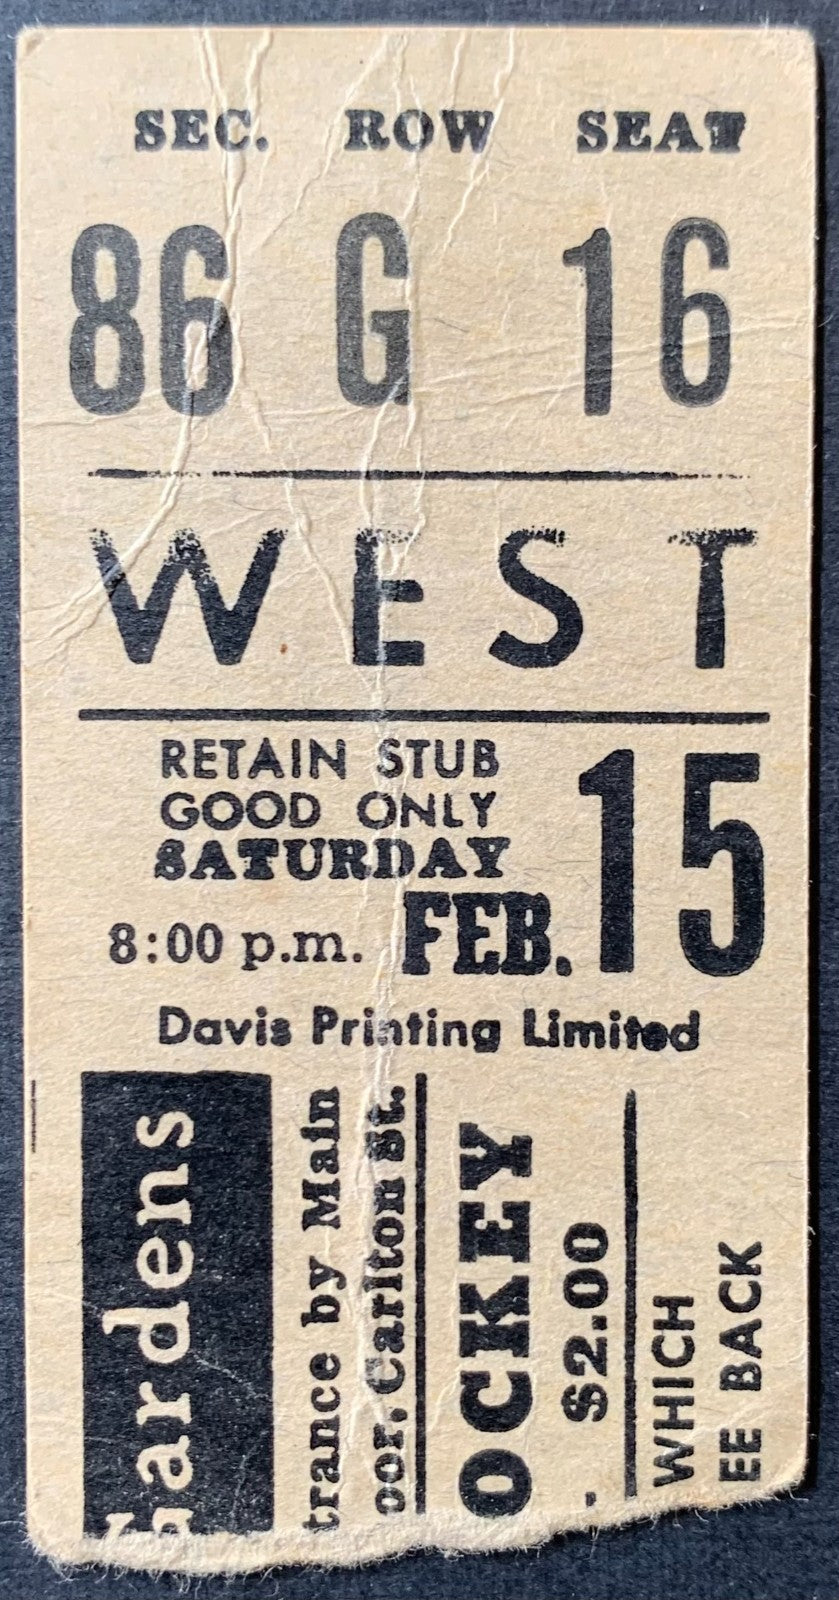 SEC. ROW SEAT
86 G 16
WEST
RETAIN STUB
GOOD ONLY
SATURDAY
8:00 p.m. FEB. 15
Davis Printing Limited
Gardens
trance by Main
oor, Carlton St.
OCKEY
$2.00
WHICH
EE BACK